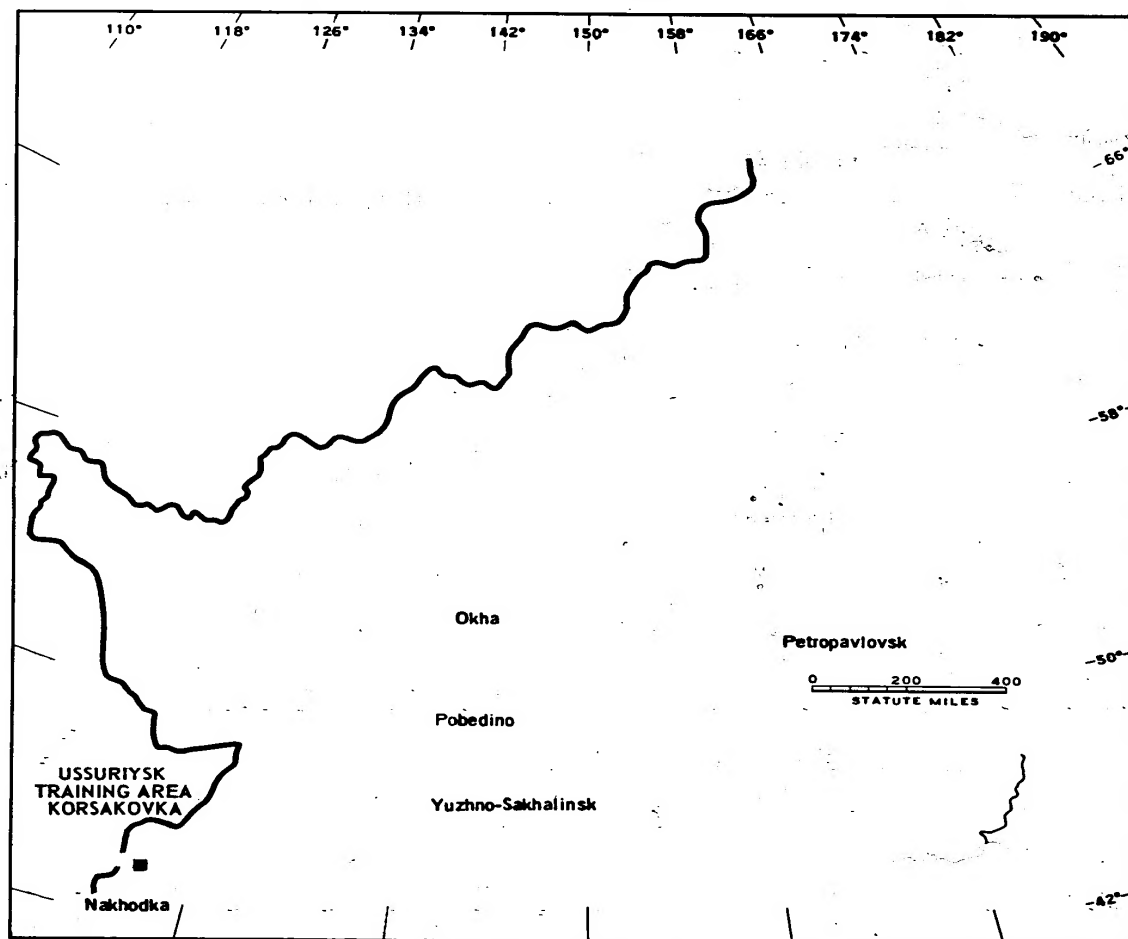 110° 118° 126° 134° 142° 150° 158° 166° 174° 182° 190°
66°
58°
Okha
Petropavlovsk
50°
0 200 400
STATUTE MILES
Pobedino
USSURIYSK
TRAINING AREA
KORSAKOVKA
Yuzhno-Sakhalinsk
42°
Nakhodka